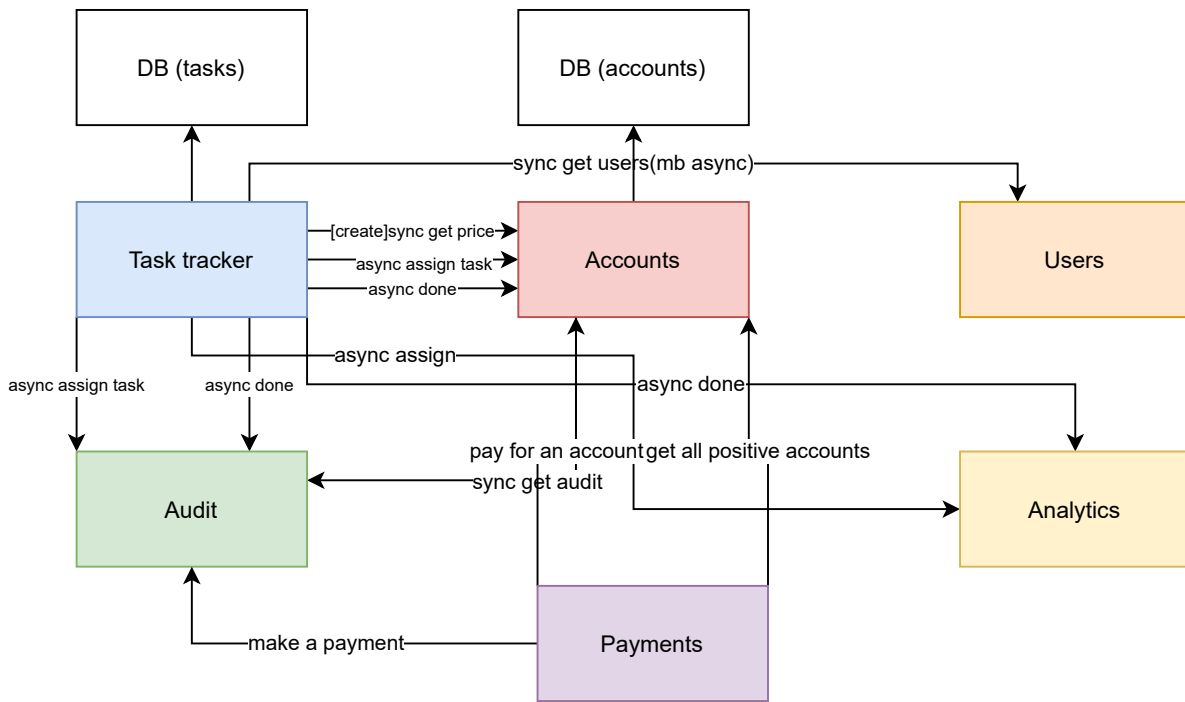 DB (tasks)
DB (accounts)
sync get users(mb async)
Task tracker
[create]sync get price
async assign task
async done
Accounts
Users
async assign
async done
async assign task
async done
pay for an account
get all positive accounts
sync get audit
Audit
Analytics
make a payment
Payments